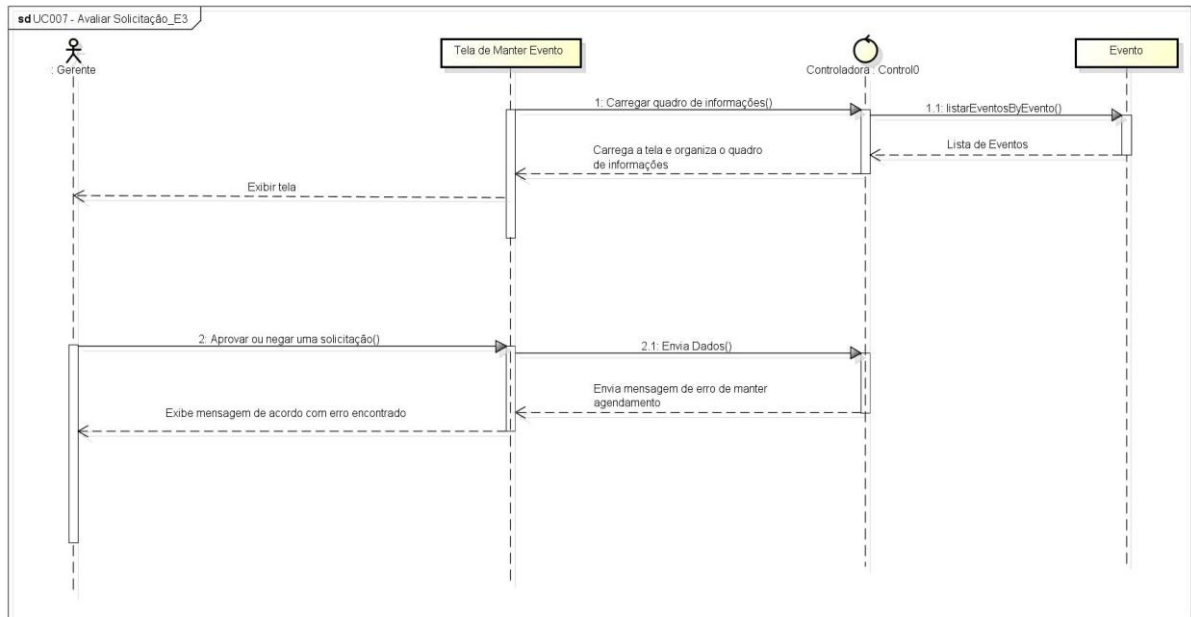 sd UC007 - Avaliar Solicitação_E3
: Gerente
Tela de Manter Evento
Controladora : Control0
Evento
1: Carregar quadro de informações()
1.1: listarEventosByEvento()
Lista de Eventos
Carrega a tela e organiza o quadro
de informações
Exibir tela
2: Aprovar ou negar uma solicitação()
2.1: Envia Dados()
Envia mensagem de erro de manter
agendamento
Exibe mensagem de acordo com erro encontrado